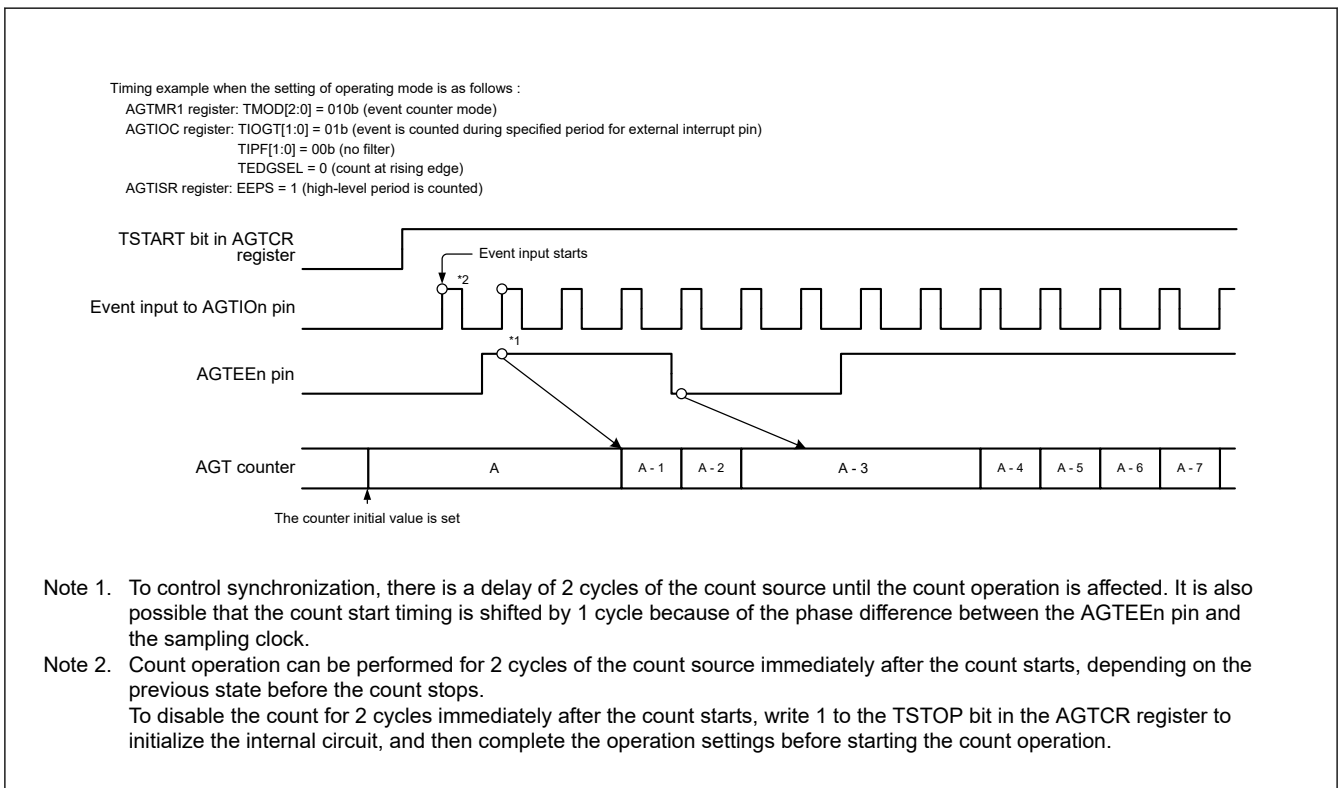 Timing example when the setting of operating mode is as follows :
AGTMR1 register: TMOD[2:0] = 010b (event counter mode)
AGTIOC register: TIOGT[1:0] = 01b (event is counted during specified period for external interrupt pin)
TIPF[1:0] = 00b (no filter)
TEDGSEL = 0 (count at rising edge)
AGTISR register: EEPS = 1 (high-level period is counted)
TSTART bit in AGTCR
register
Event input starts
*2
Event input to AGTIOn pin
*1
AGTEEn pin
AGT counter
A
A - 1
A - 2
A - 3
A - 4
A - 5
A - 6
A - 7
The counter initial value is set
Note 1. To control synchronization, there is a delay of 2 cycles of the count source until the count operation is affected. It is also
possible that the count start timing is shifted by 1 cycle because of the phase difference between the AGTEEn pin and
the sampling clock.
Note 2. Count operation can be performed for 2 cycles of the count source immediately after the count starts, depending on the
previous state before the count stops.
To disable the count for 2 cycles immediately after the count starts, write 1 to the TSTOP bit in the AGTCR register to
initialize the internal circuit, and then complete the operation settings before starting the count operation.